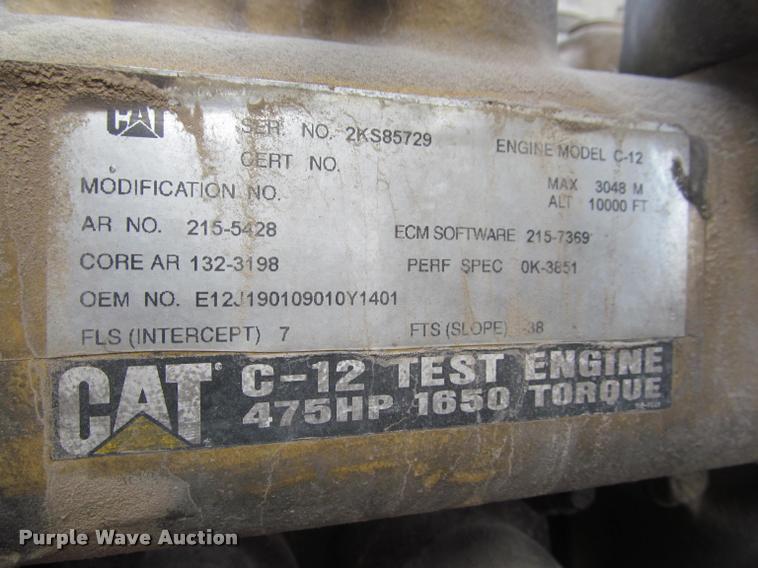 CAT
SER. NO. 2KS85729
ENGINE MODEL C-12
CERT NO.
MODIFICATION NO.
MAX 3048 M
ALT 10000 FT
AR NO. 215-5428
ECM SOFTWARE 215-7369
CORE AR 132-3198
PERF SPEC 0K-3851
OEM NO. E12J190109010Y1401
FLS (INTERCEPT) 7
FTS (SLOPE) -38
CAT C-12 TEST ENGINE
475HP 1650 TORQUE
Purple Wave Auction